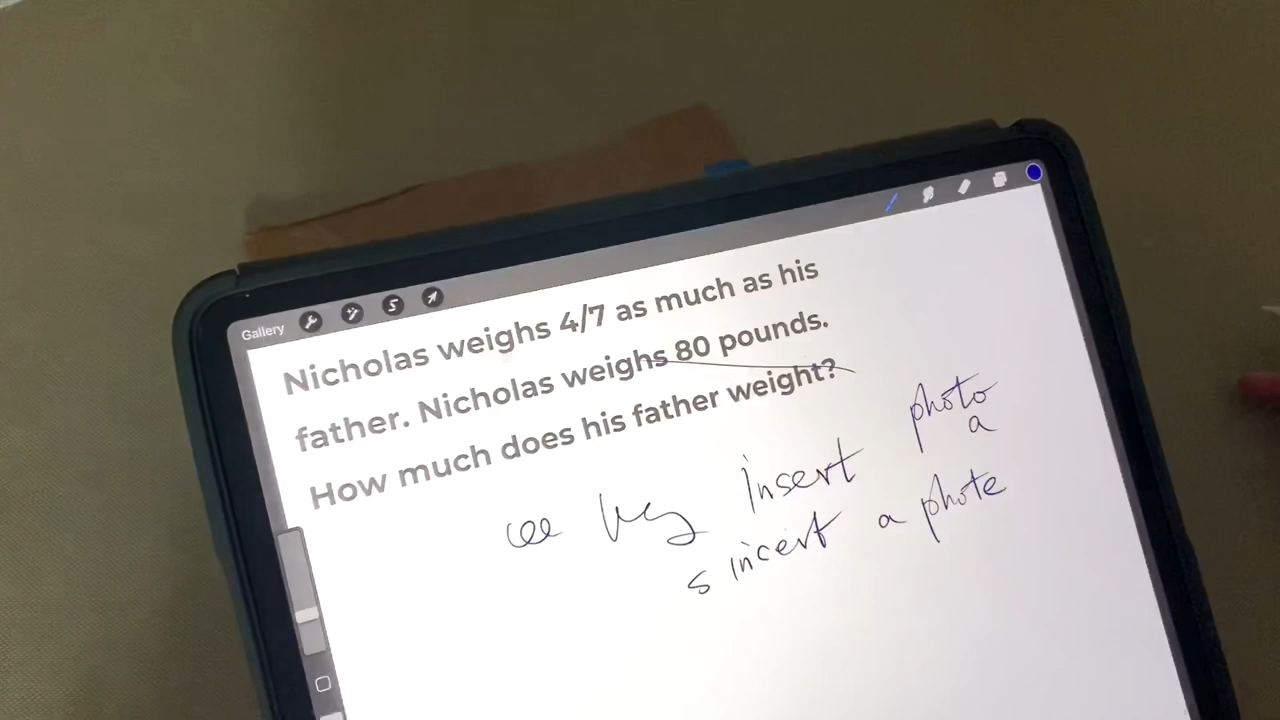 Gallery
Nicholas weighs 4/7 as much as his
father. Nicholas weighs 80 pounds.
How much does his father weight?
insert photo
a
s incert a phote